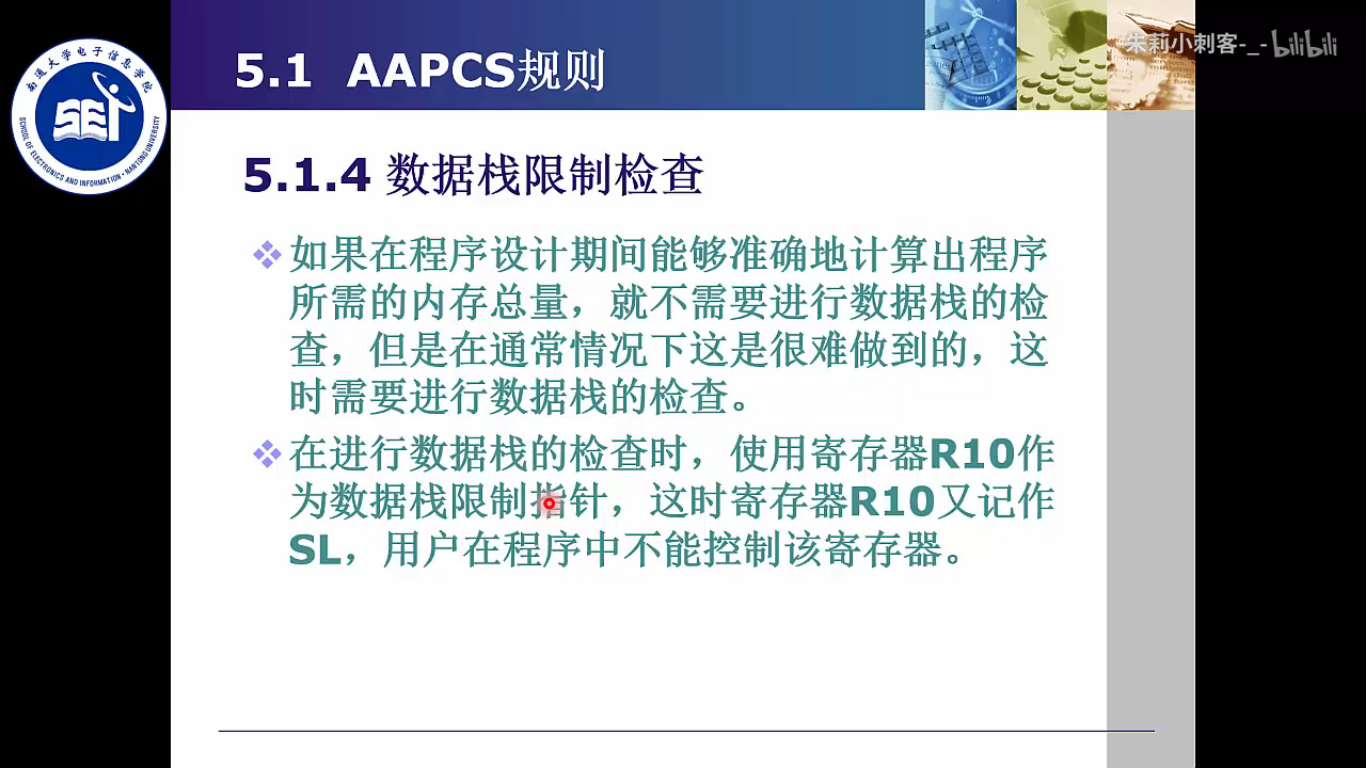 南通大学电子信息学院
SCHOOL OF ELECTRONICS AND INFORMATION · NANTONG UNIVERSITY
5.1 AAPCS规则
朱莉小刺客-_- bilibili
5.1.4 数据栈限制检查
如果在程序设计期间能够准确地计算出程序
所需的内存总量，就不需要进行数据栈的检
查，但是在通常情况下这是很难做到的，这
时需要进行数据栈的检查。
在进行数据栈的检查时，使用寄存器R10作
为数据栈限制指针，这时寄存器R10又记作
SL，用户在程序中不能控制该寄存器。